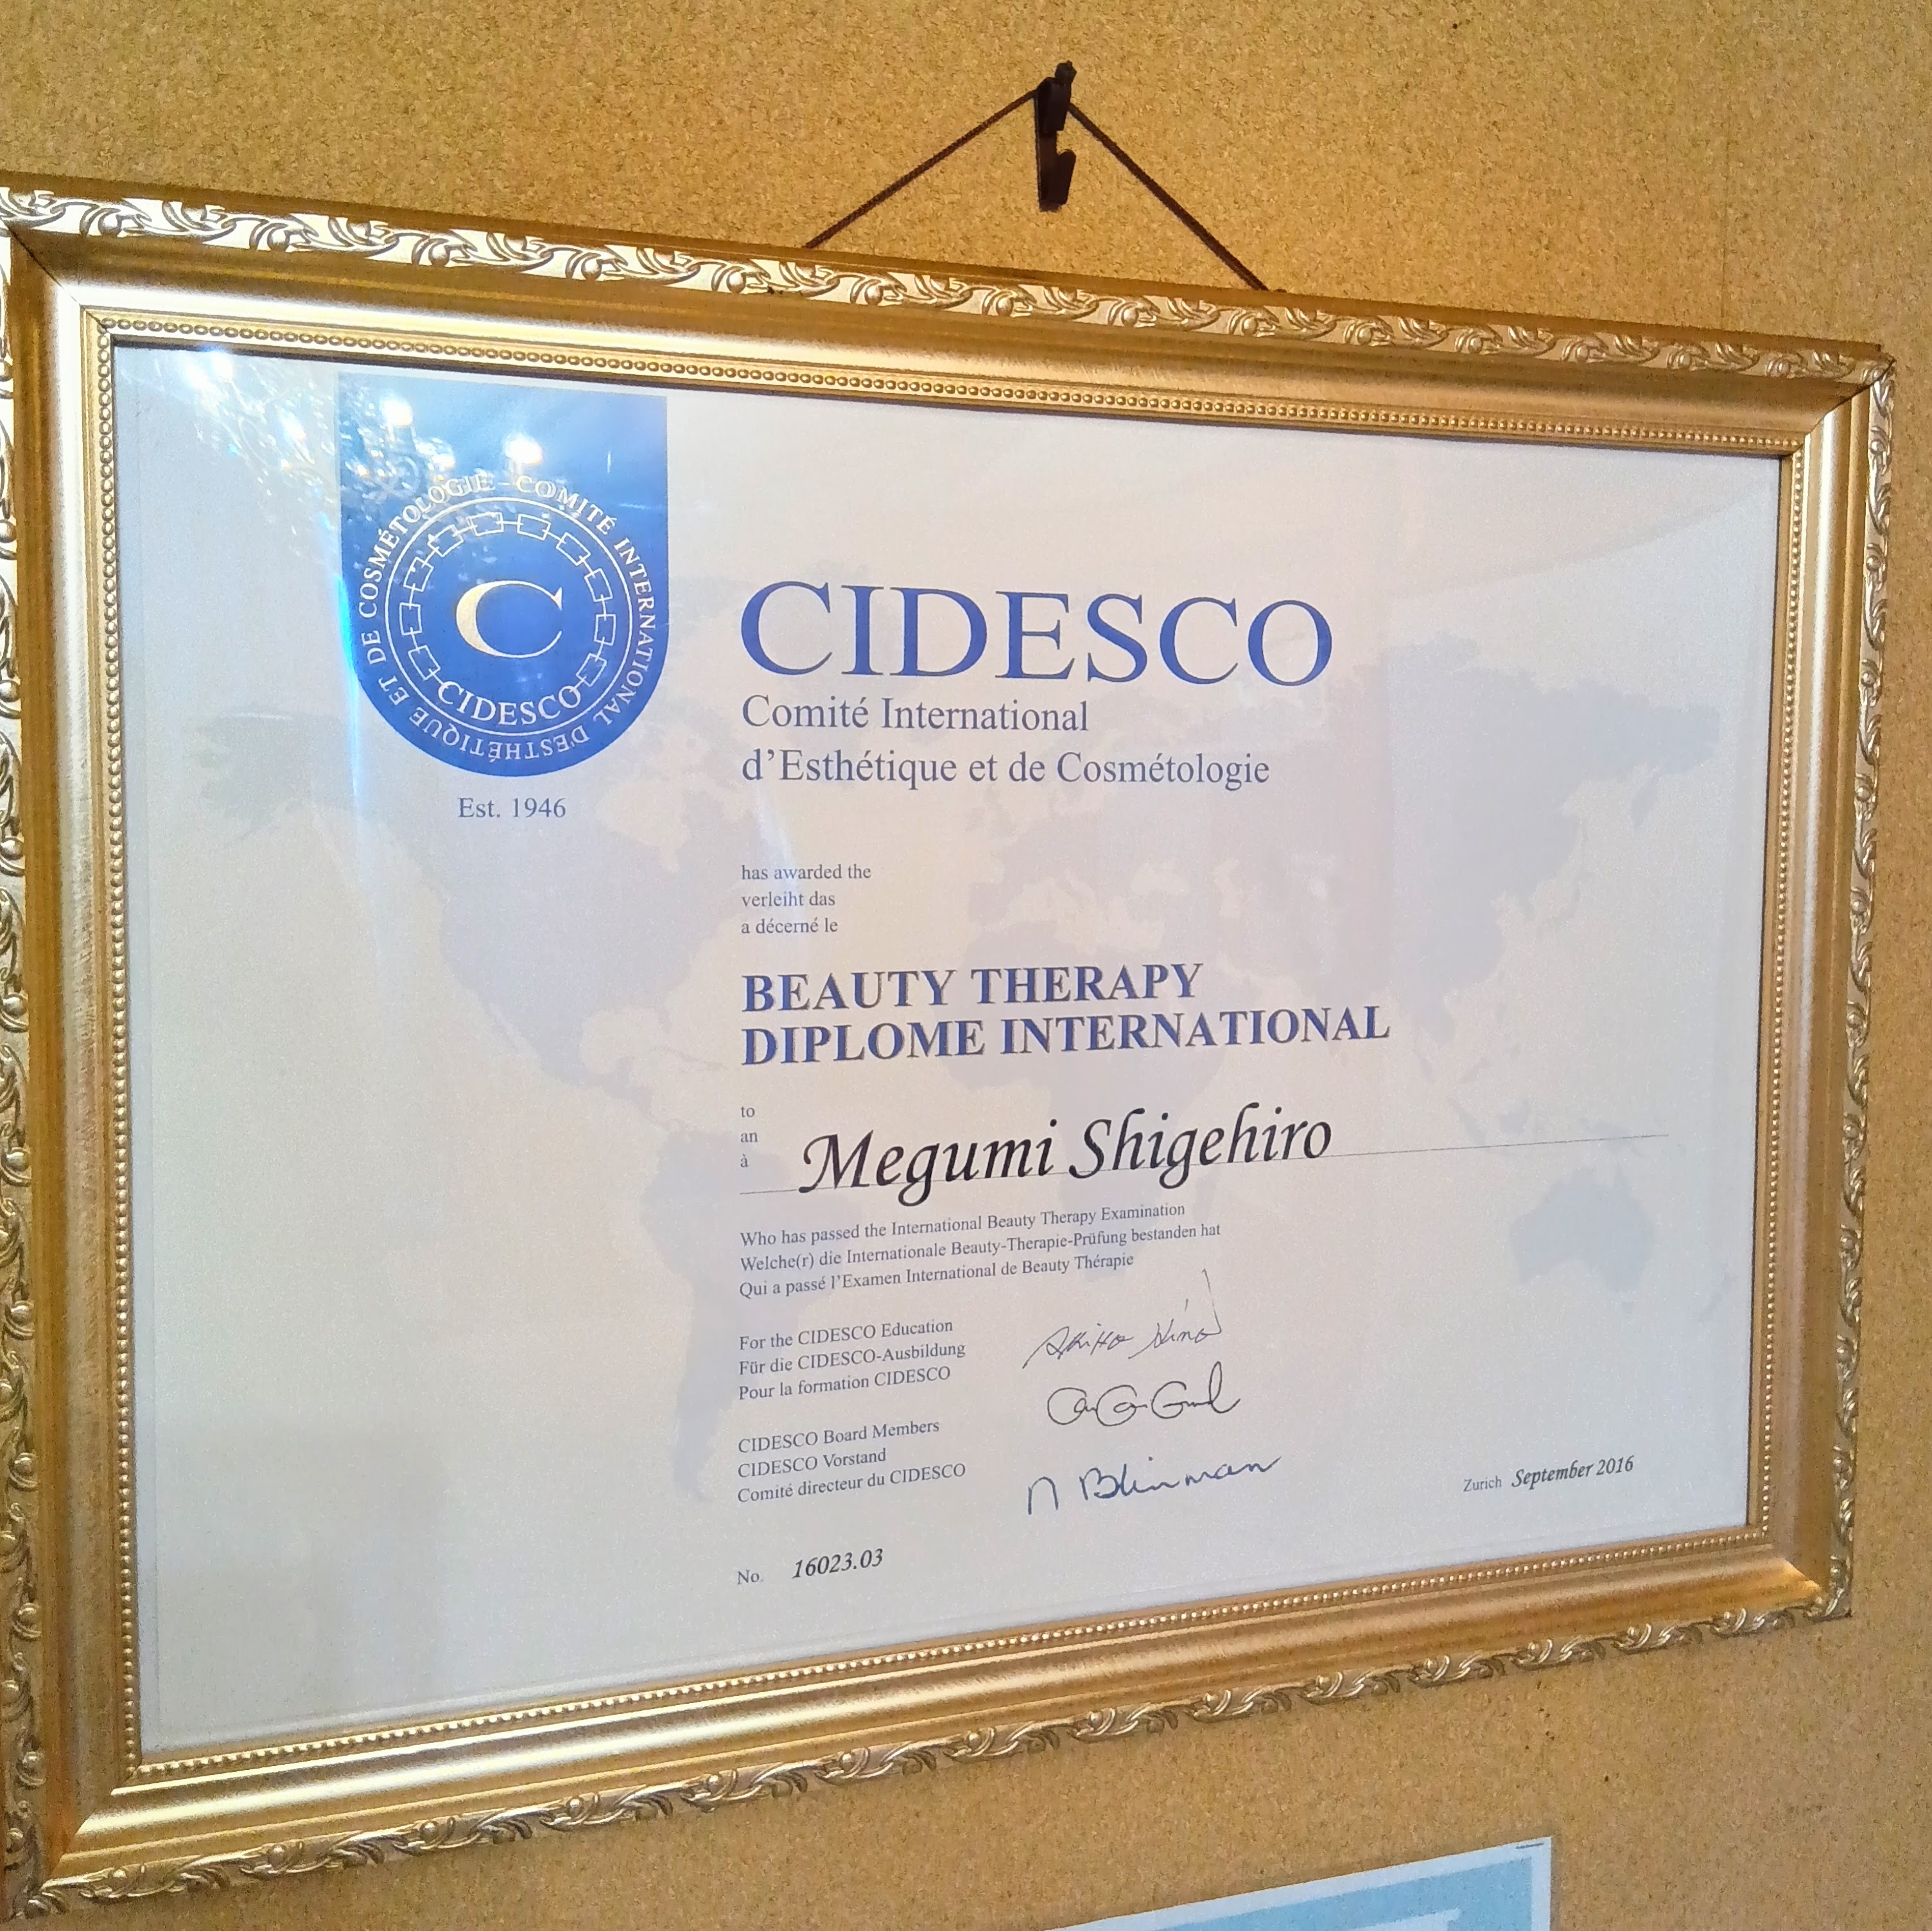 DE COSMÉTOLOGIE - COMITÉ INTERNATIONAL D'ESTHÉTIQUE ET
C
CIDESCO
Est. 1946
CIDESCO
Comité International
d'Esthétique et de Cosmétologie
has awarded the
verleiht das
a décerné le
BEAUTY THERAPY
DIPLOME INTERNATIONAL
to
an
à
Megumi Shigehiro
Who has passed the International Beauty Therapy Examination
Welche(r) die Internationale Beauty-Therapie-Prüfung bestanden hat
Qui a passé l'Examen International de Beauty Thérapie
For the CIDESCO Education
Für die CIDESCO-Ausbildung
Pour la formation CIDESCO
CIDESCO Board Members
CIDESCO Vorstand
Comité directeur du CIDESCO
Zurich September 2016
No. 16023.03